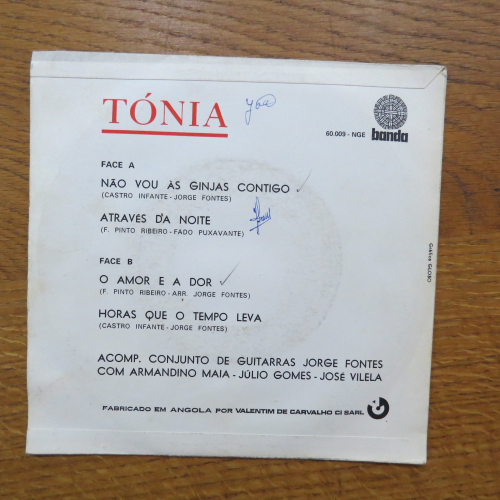 TÓNIA
60.009 - NGE
banda
FACE A
NÃO VOU ÀS GINJAS CONTIGO
(CASTRO INFANTE - JORGE FONTES)
ATRAVÉS D'A NOITE
(F. PINTO RIBEIRO - FADO PUXAVANTE)
FACE B
O AMOR E A DOR
(F. PINTO RIBEIRO - ARR. JORGE FONTES)
HORAS QUE O TEMPO LEVA
(CASTRO INFANTE - JORGE FONTES)
ACOMP. CONJUNTO DE GUITARRAS JORGE FONTES
COM ARMANDINO MAIA - JÚLIO GOMES - JOSÉ VILELA
FABRICADO EM ANGOLA POR VALENTIM DE CARVALHO CI SARL
Gráfica GLOBO